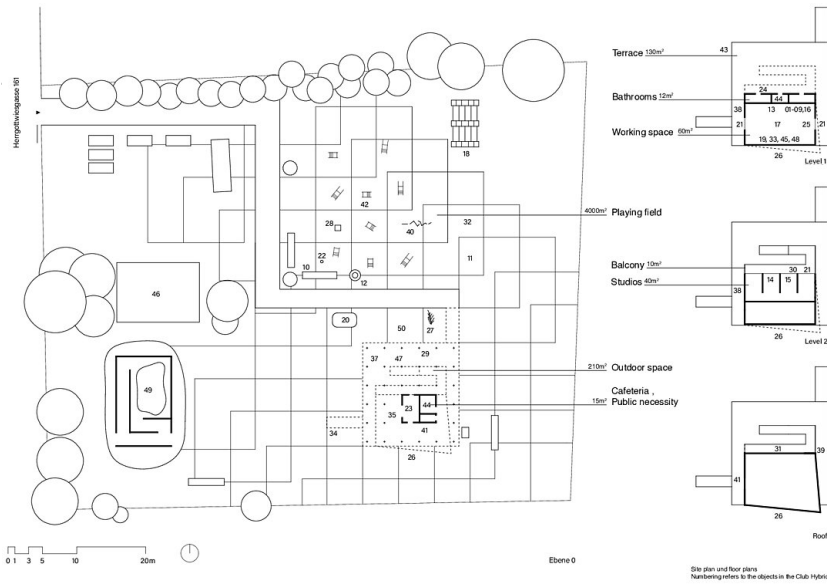 Herrgottwiesgasse 161
18
42
28
40
32
22
10
12
11
46
20
50
27
37
47
29
49
23
44
35
41
34
26
0 1 3 5 10 20m
Ebene 0
Terrace 130m²
Bathrooms 12m²
Working space 60m²
4000m² Playing field
Balcony 10m²
Studios 40m²
210m² Outdoor space
Cafeteria ,
15m² Public necessity
43
24
44
38 13 01-09,16
21 17 25 21
19, 33, 45, 48
26
Level 1
30 21
38 14 15
26
Level 2
31
39
41
26
Roof
Site plan und floor plans
Numbering refers to the objects in the Club Hybrid